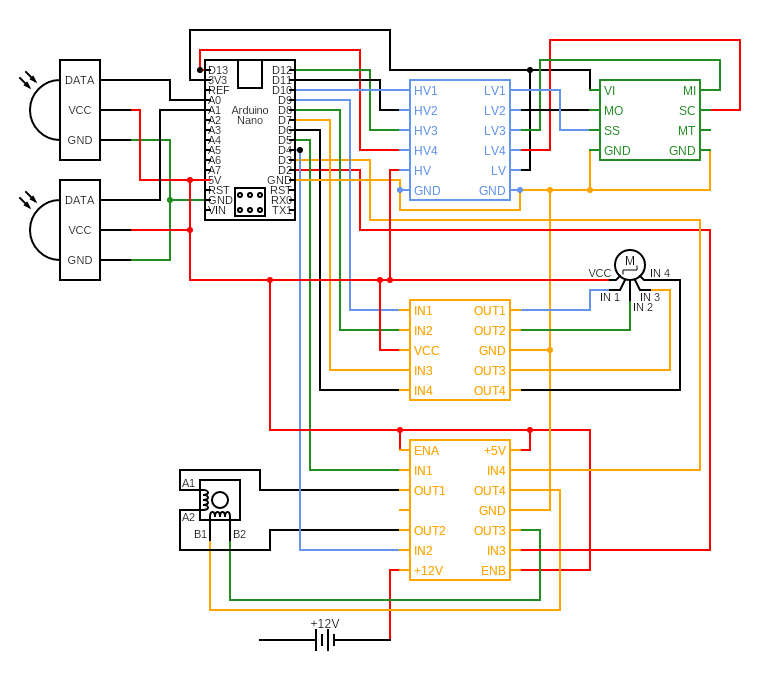 DATA
VCC
GND
DATA
VCC
GND
D13
3V3
REF
A0
A1
A2
A3
A4
A5
A6
A7
5V
RST
GND
VIN
Arduino
Nano
D12
D11
D10
D9
D8
D7
D6
D5
D4
D3
D2
GND
RST
RX0
TX1
HV1
HV2
HV3
HV4
HV
GND
LV1
LV2
LV3
LV4
LV
GND
VI
MO
SS
GND
MI
SC
MT
GND
M
VCC
IN 4
IN 1
IN 3
IN 2
IN1
IN2
VCC
IN3
IN4
OUT1
OUT2
GND
OUT3
OUT4
ENA
IN1
OUT1
OUT2
IN2
+12V
+5V
IN4
OUT4
GND
OUT3
IN3
ENB
A1
A2
B1
B2
+12V